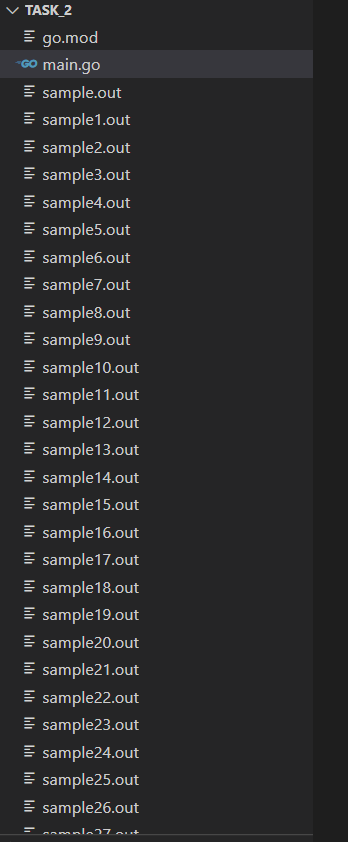 TASK_2
go.mod
GO main.go
sample.out
sample1.out
sample2.out
sample3.out
sample4.out
sample5.out
sample6.out
sample7.out
sample8.out
sample9.out
sample10.out
sample11.out
sample12.out
sample13.out
sample14.out
sample15.out
sample16.out
sample17.out
sample18.out
sample19.out
sample20.out
sample21.out
sample22.out
sample23.out
sample24.out
sample25.out
sample26.out
sample27.out